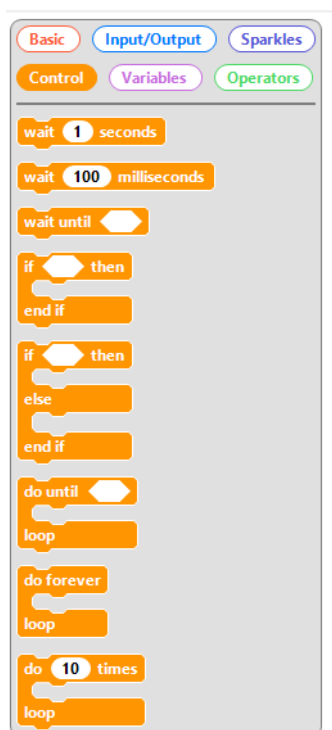 Basic Input/Output Sparkles
Control Variables Operators
wait 1 seconds
wait 100 milliseconds
wait until
if then
end if
if then
else
end if
do until
loop
do forever
loop
do 10 times
loop